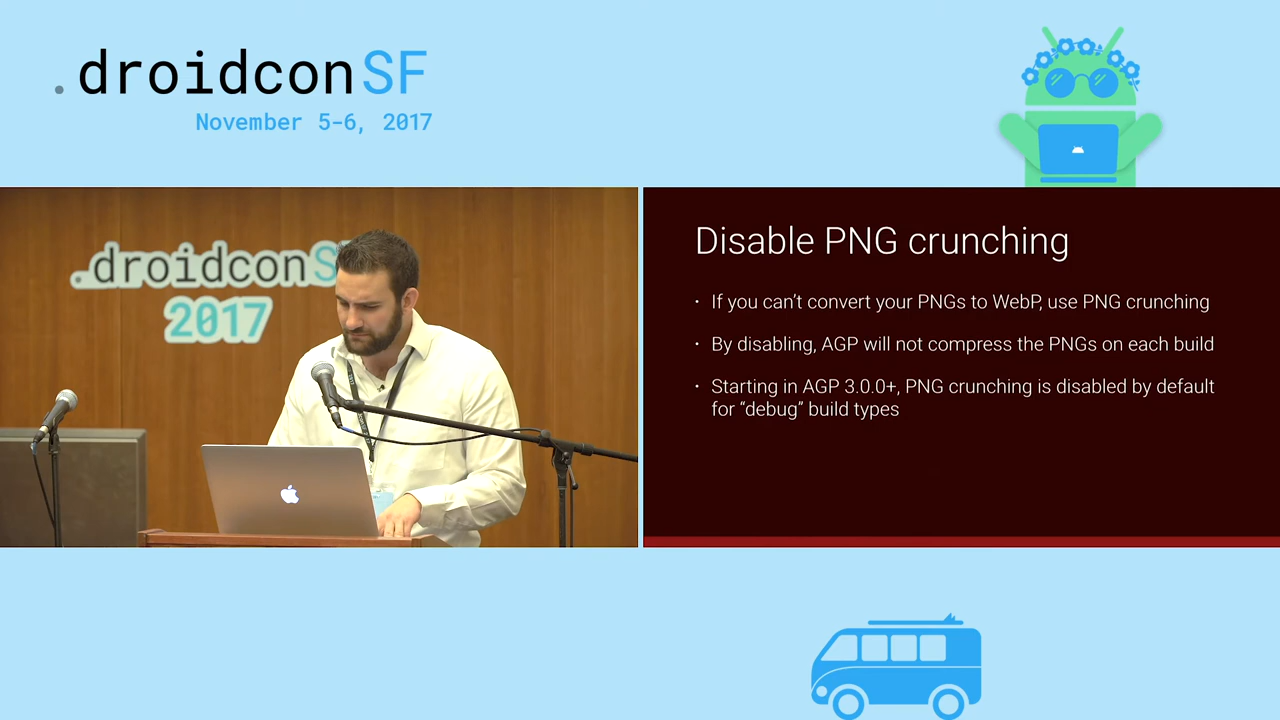 .droidconSF
November 5-6, 2017
.droidconS
2017
Disable PNG crunching
• If you can’t convert your PNGs to WebP, use PNG crunching
• By disabling, AGP will not compress the PNGs on each build
• Starting in AGP 3.0.0+, PNG crunching is disabled by default
for “debug” build types